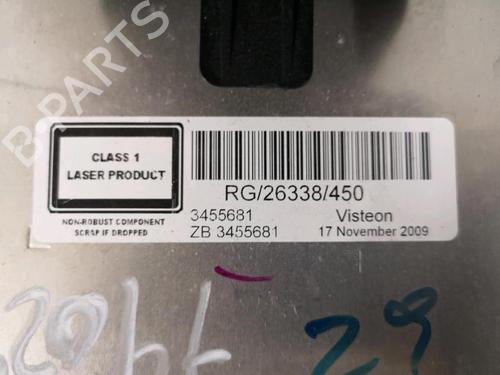 B-PARTS
CLASS 1
LASER PRODUCT
NON-ROBUST COMPONENT
SCRAP IF DROPPED
RG/26338/450
3455681 Visteon
ZB 3455681 17 November 2009
29